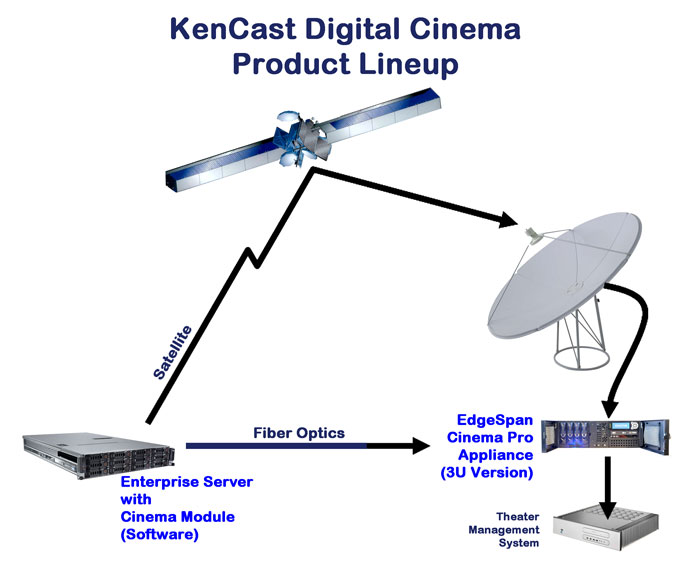 KenCast Digital Cinema
Product Lineup
Satellite
Fiber Optics
EdgeSpan
Cinema Pro
Appliance
(3U Version)
Enterprise Server
with
Cinema Module
(Software)
Theater
Management
System